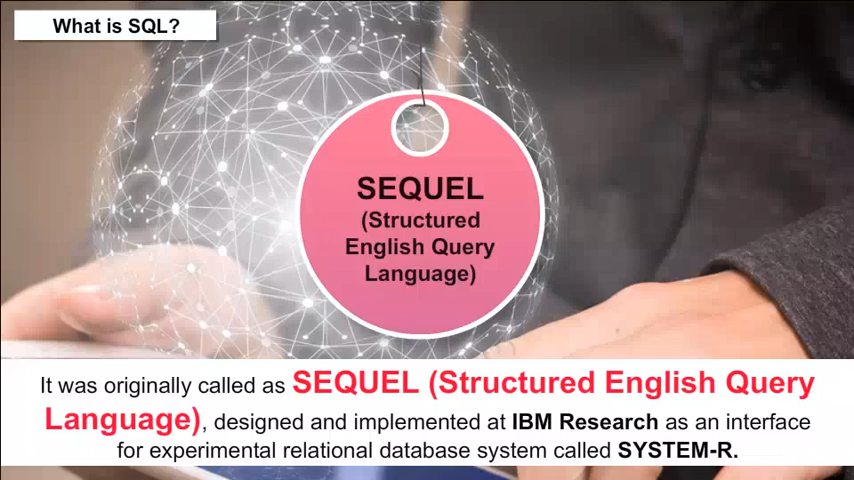 What is SQL?
SEQUEL
(Structured
English Query
Language)
It was originally called as SEQUEL (Structured English Query
Language), designed and implemented at IBM Research as an interface
for experimental relational database system called SYSTEM-R.